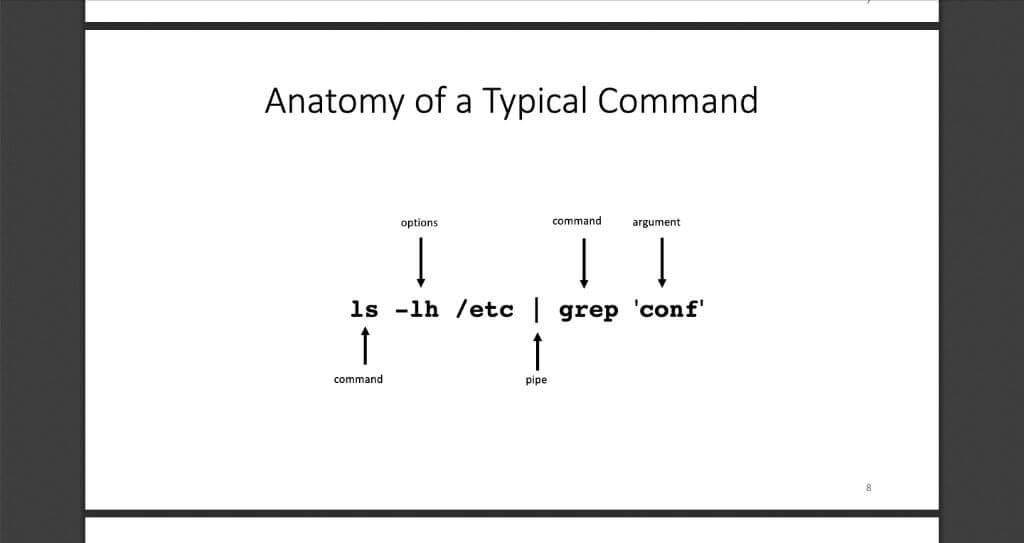 Anatomy of a Typical Command
options command argument
ls -lh /etc | grep 'conf'
command pipe
8